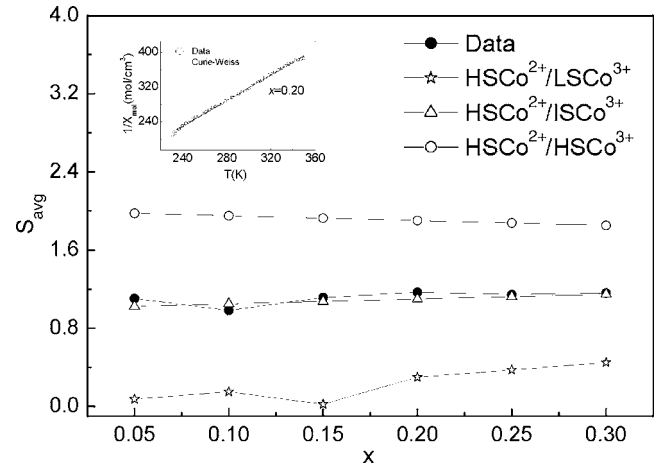 4.0
3.2
2.4
1.6
0.8
0.0
S_avg
0.05 0.10 0.15 0.20 0.25 0.30
x
Data
HSCo²⁺/LSCo³⁺
HSCo²⁺/ISCo³⁺
HSCo²⁺/HSCo³⁺
400
320
240
1/X_mol(mol/cm³)
Data
Curie-Weiss
x=0.20
240 280 320 360
T(K)